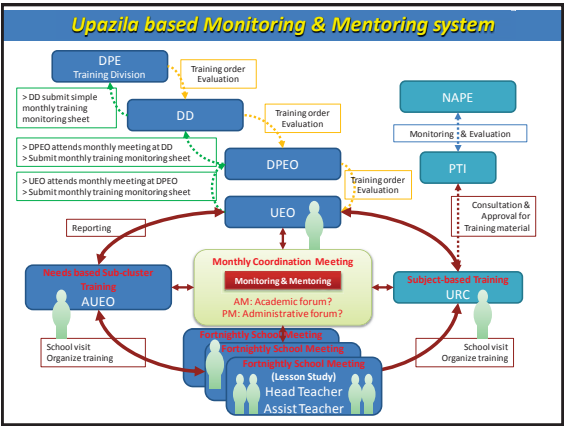 Upazila based Monitoring & Mentoring system
DPE
Training Division
Training order
Evaluation
> DD submit simple
monthly training
monitoring sheet
DD
Training order
Evaluation
NAPE
Monitoring & Evaluation
> DPEO attends monthly meeting at DD
> Submit monthly training monitoring sheet
DPEO
PTI
> UEO attends monthly meeting at DPEO
> Submit monthly training monitoring sheet
Training order
Evaluation
UEO
Consultation &
Approval for
Training material
Reporting
Monthly Coordination Meeting
Monitoring & Mentoring
AM: Academic forum?
PM: Administrative forum?
Needs based Sub-cluster
Training
AUEO
Subject-based Training
URC
School visit
Organize training
School visit
Organize training
Fortnightly School Meeting
Fortnightly School Meeting
Fortnightly School Meeting
(Lesson Study)
Head Teacher
Assist Teacher